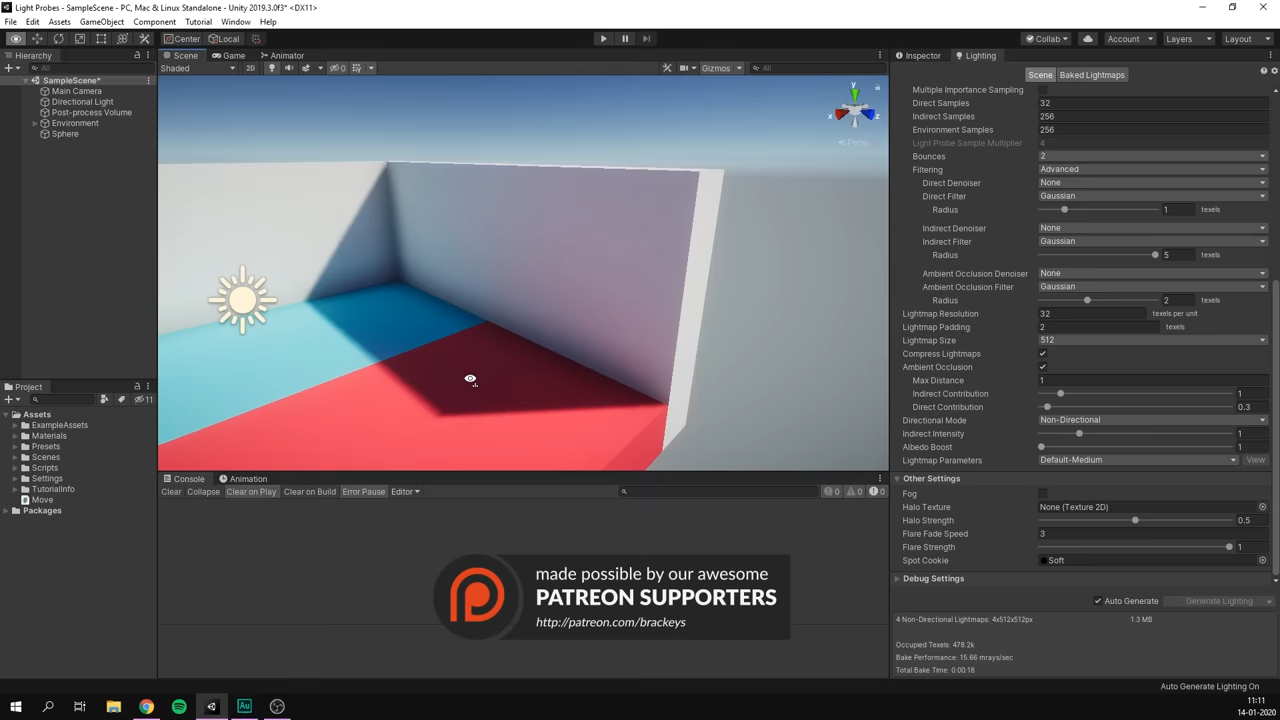 Light Probes - SampleScene - PC, Mac & Linux Standalone - Unity 2019.3.0f3* <DX11>
File Edit Assets GameObject Component Tutorial Window Help
Center Local Collab Account Layers Layout
Hierarchy
All
SampleScene*
Main Camera
Directional Light
Post-process Volume
Environment
Sphere
Scene Game Animator
Shaded 2D 0 Gizmos All
y
x z
Persp
Project
11
Assets
ExampleAssets
Materials
Presets
Scenes
Scripts
Settings
TutorialInfo
Move
Packages
Console Animation
Clear Collapse Clear on Play Clear on Build Error Pause Editor 0 0 0
made possible by our awesome
PATREON SUPPORTERS
http://patreon.com/brackeys
Inspector Lighting
Scene Baked Lightmaps
Multiple Importance Sampling
Direct Samples 32
Indirect Samples 256
Environment Samples 256
Light Probe Sample Multiplier 4
Bounces 2
Filtering Advanced
Direct Denoiser None
Direct Filter Gaussian
Radius 1 texels
Indirect Denoiser None
Indirect Filter Gaussian
Radius 5 texels
Ambient Occlusion Denoiser None
Ambient Occlusion Filter Gaussian
Radius 2 texels
Lightmap Resolution 32 texels per unit
Lightmap Padding 2 texels
Lightmap Size 512
Compress Lightmaps
Ambient Occlusion
Max Distance 1
Indirect Contribution 1
Direct Contribution 0.3
Directional Mode Non-Directional
Indirect Intensity 1
Albedo Boost 1
Lightmap Parameters Default-Medium View
Other Settings
Fog
Halo Texture None (Texture 2D)
Halo Strength 0.5
Flare Fade Speed 3
Flare Strength 1
Spot Cookie Soft
Debug Settings
Auto Generate Generate Lighting
4 Non-Directional Lightmaps: 4x512x512px 1.3 MB
Occupied Texels: 478.2k
Bake Performance: 15.66 mrays/sec
Total Bake Time: 0:00:18
Auto Generate Lighting On
Au
11:11
14-01-2020